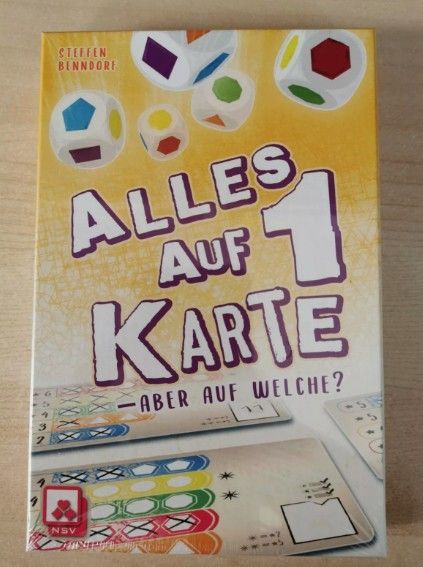 STEFFEN
BENNDORF
ALLES
AUF 1
KARTE
–ABER AUF WELCHE?
NSV